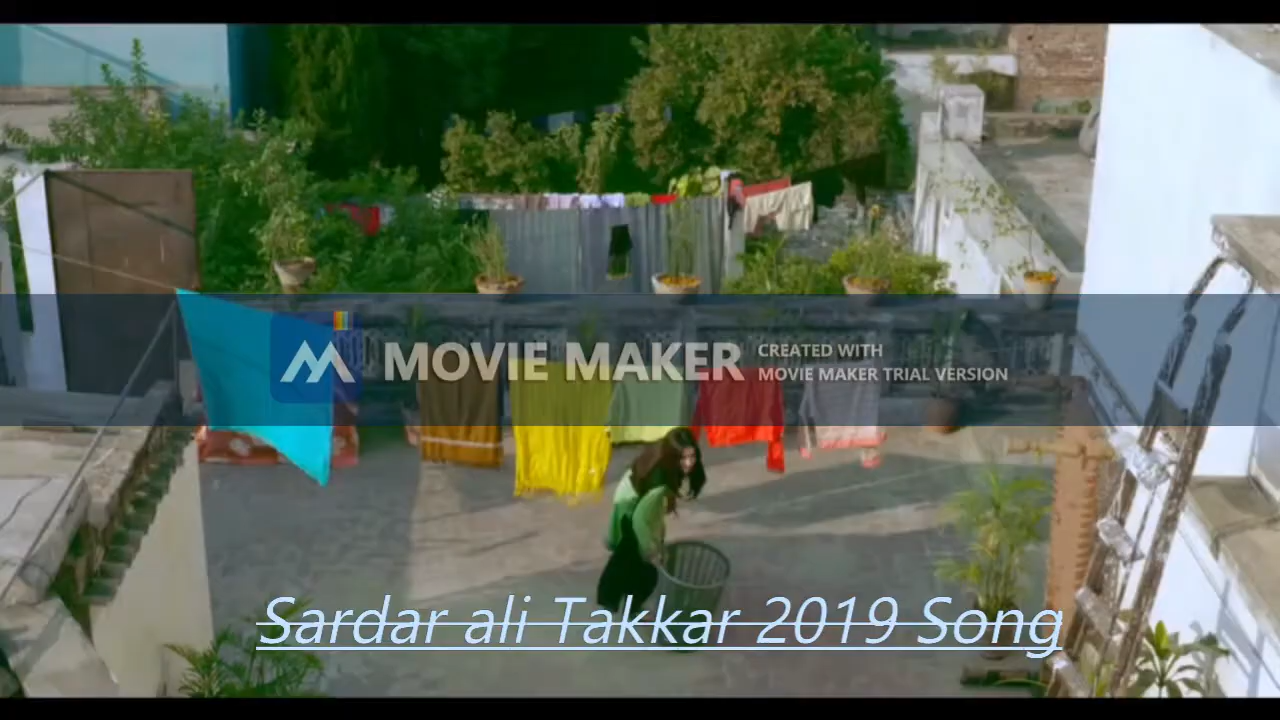 MOVIE MAKER
CREATED WITH
MOVIE MAKER TRIAL VERSION
Sardar ali Takkar 2019 Song